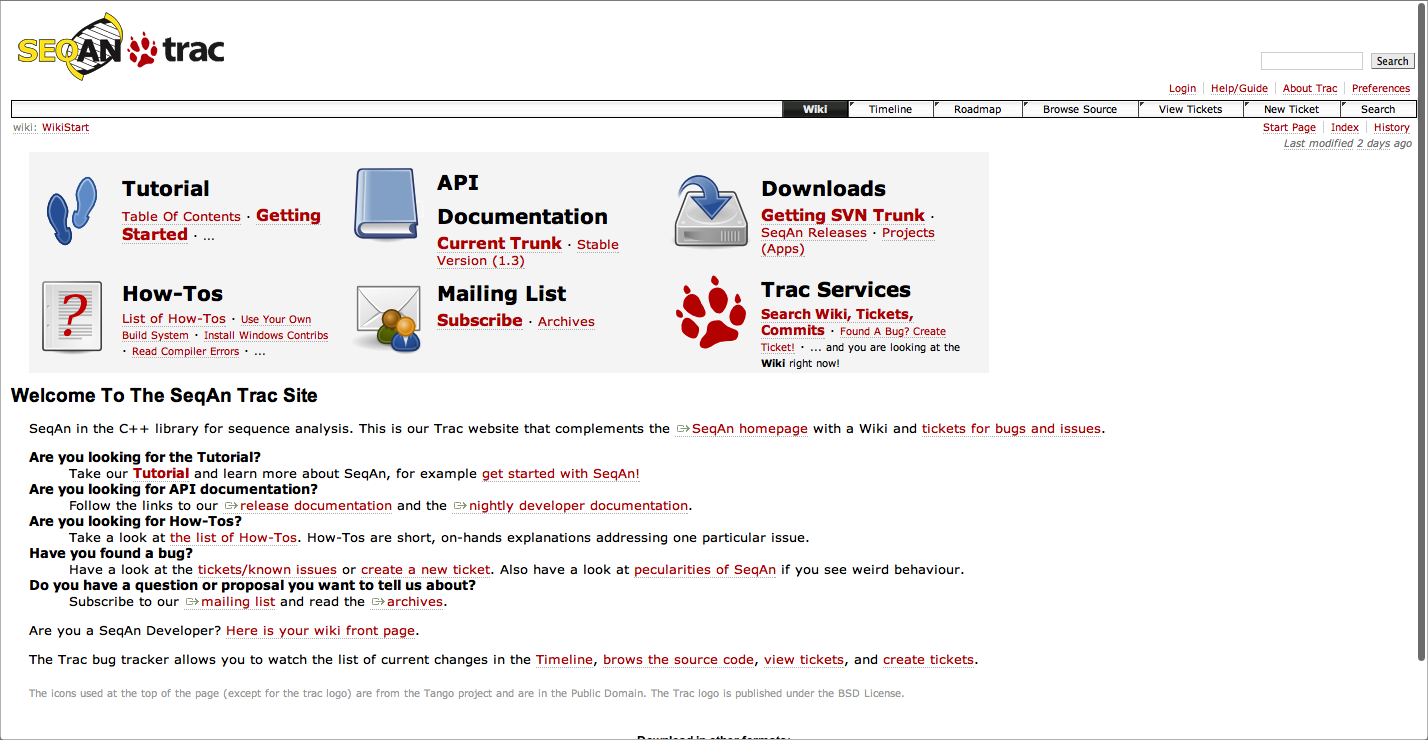 SEQAN trac
Search
Login Help/Guide About Trac Preferences
Wiki Timeline Roadmap Browse Source View Tickets New Ticket Search
wiki: WikiStart
Start Page Index History
Last modified 2 days ago
Tutorial
Table Of Contents · Getting
Started · ...
API
Documentation
Current Trunk · Stable
Version (1.3)
Downloads
Getting SVN Trunk ·
SeqAn Releases · Projects
(Apps)
?
How-Tos
List of How-Tos · Use Your Own
Build System · Install Windows Contribs
· Read Compiler Errors · ...
Mailing List
Subscribe · Archives
Trac Services
Search Wiki, Tickets,
Commits · Found A Bug? Create
Ticket! · ... and you are looking at the
Wiki right now!
Welcome To The SeqAn Trac Site
SeqAn in the C++ library for sequence analysis. This is our Trac website that complements the SeqAn homepage with a Wiki and tickets for bugs and issues.
Are you looking for the Tutorial?
Take our Tutorial and learn more about SeqAn, for example get started with SeqAn!
Are you looking for API documentation?
Follow the links to our release documentation and the nightly developer documentation.
Are you looking for How-Tos?
Take a look at the list of How-Tos. How-Tos are short, on-hands explanations addressing one particular issue.
Have you found a bug?
Have a look at the tickets/known issues or create a new ticket. Also have a look at pecularities of SeqAn if you see weird behaviour.
Do you have a question or proposal you want to tell us about?
Subscribe to our mailing list and read the archives.
Are you a SeqAn Developer? Here is your wiki front page.
The Trac bug tracker allows you to watch the list of current changes in the Timeline, brows the source code, view tickets, and create tickets.
The icons used at the top of the page (except for the trac logo) are from the Tango project and are in the Public Domain. The Trac logo is published under the BSD License.
Download in other formats: